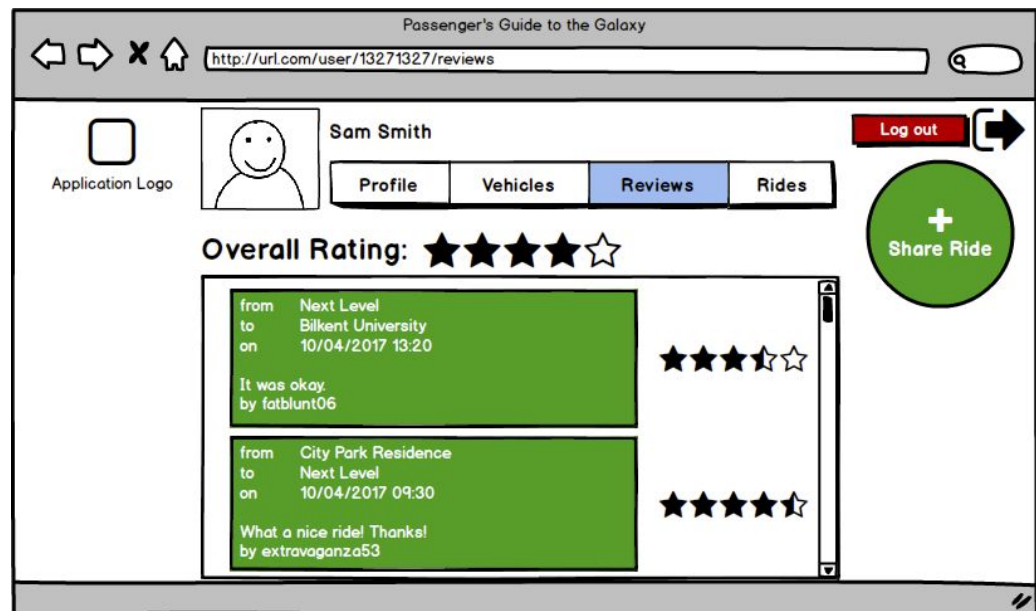 Passenger's Guide to the Galaxy
http://url.com/user/13271327/reviews
Application Logo
Sam Smith
Log out
Profile Vehicles Reviews Rides
Share Ride
Overall Rating:
from Next Level
to Bilkent University
on 10/04/2017 13:20
It was okay.
by fatblunt06
from City Park Residence
to Next Level
on 10/04/2017 09:30
What a nice ride! Thanks!
by extravaganza53